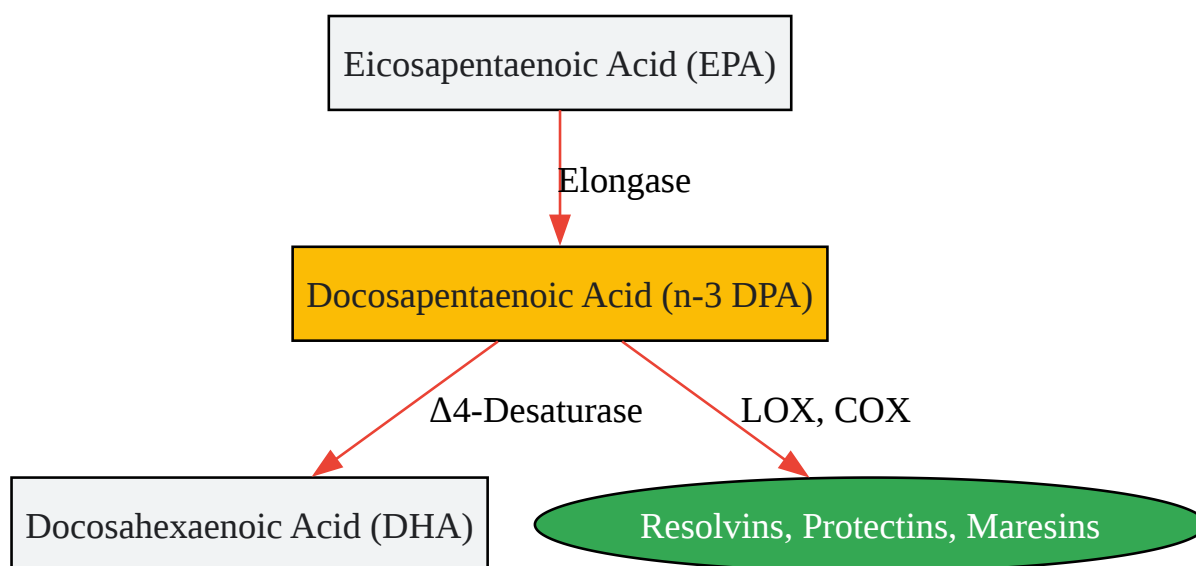 Eicosapentaenoic Acid (EPA)
Elongase
Docosapentaenoic Acid (n-3 DPA)
Δ4-Desaturase
LOX, COX
Docosahexaenoic Acid (DHA)
Resolvins, Protectins, Maresins